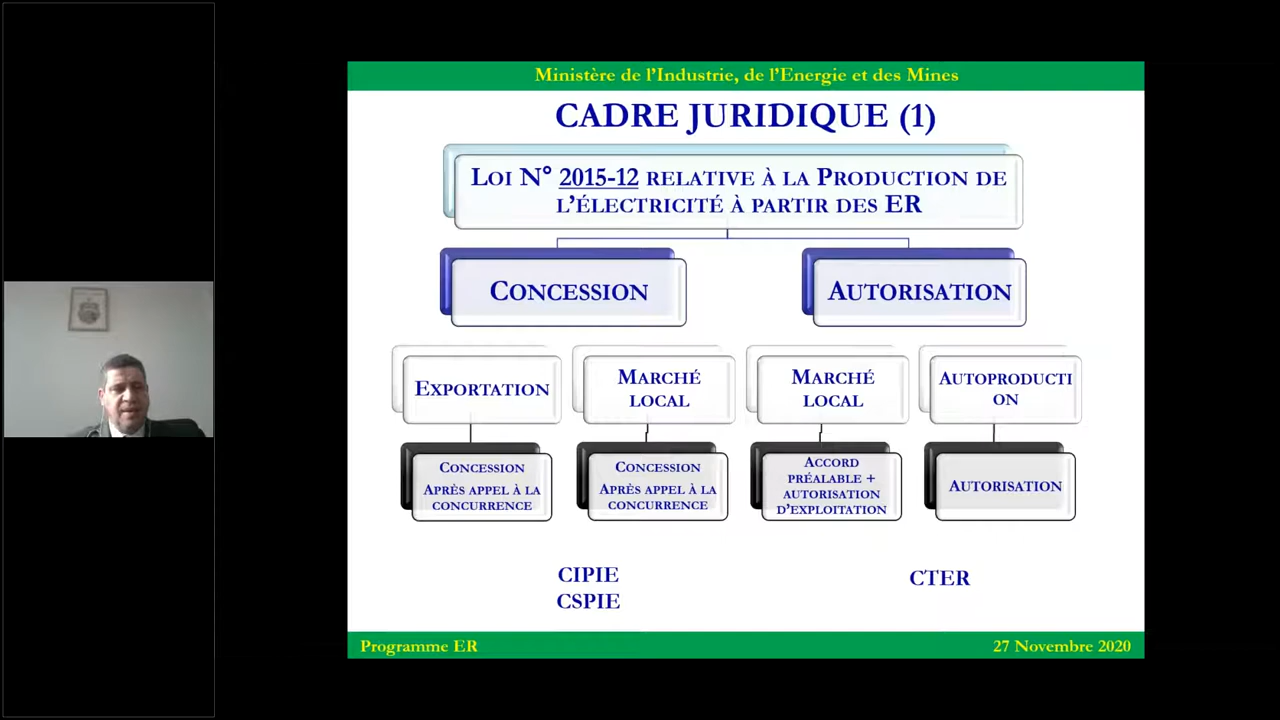 Ministère de l'Industrie, de l'Energie et des Mines
CADRE JURIDIQUE (1)
LOI N° 2015-12 RELATIVE À LA PRODUCTION DE
L'ÉLECTRICITÉ À PARTIR DES ER
CONCESSION
AUTORISATION
EXPORTATION
MARCHÉ
LOCAL
MARCHÉ
LOCAL
AUTOPRODUCTI
ON
CONCESSION
APRÈS APPEL À LA
CONCURRENCE
CONCESSION
APRÈS APPEL À LA
CONCURRENCE
ACCORD
PRÉALABLE +
AUTORISATION
D'EXPLOITATION
AUTORISATION
CIPIE
CSPIE
CTER
Programme ER
27 Novembre 2020